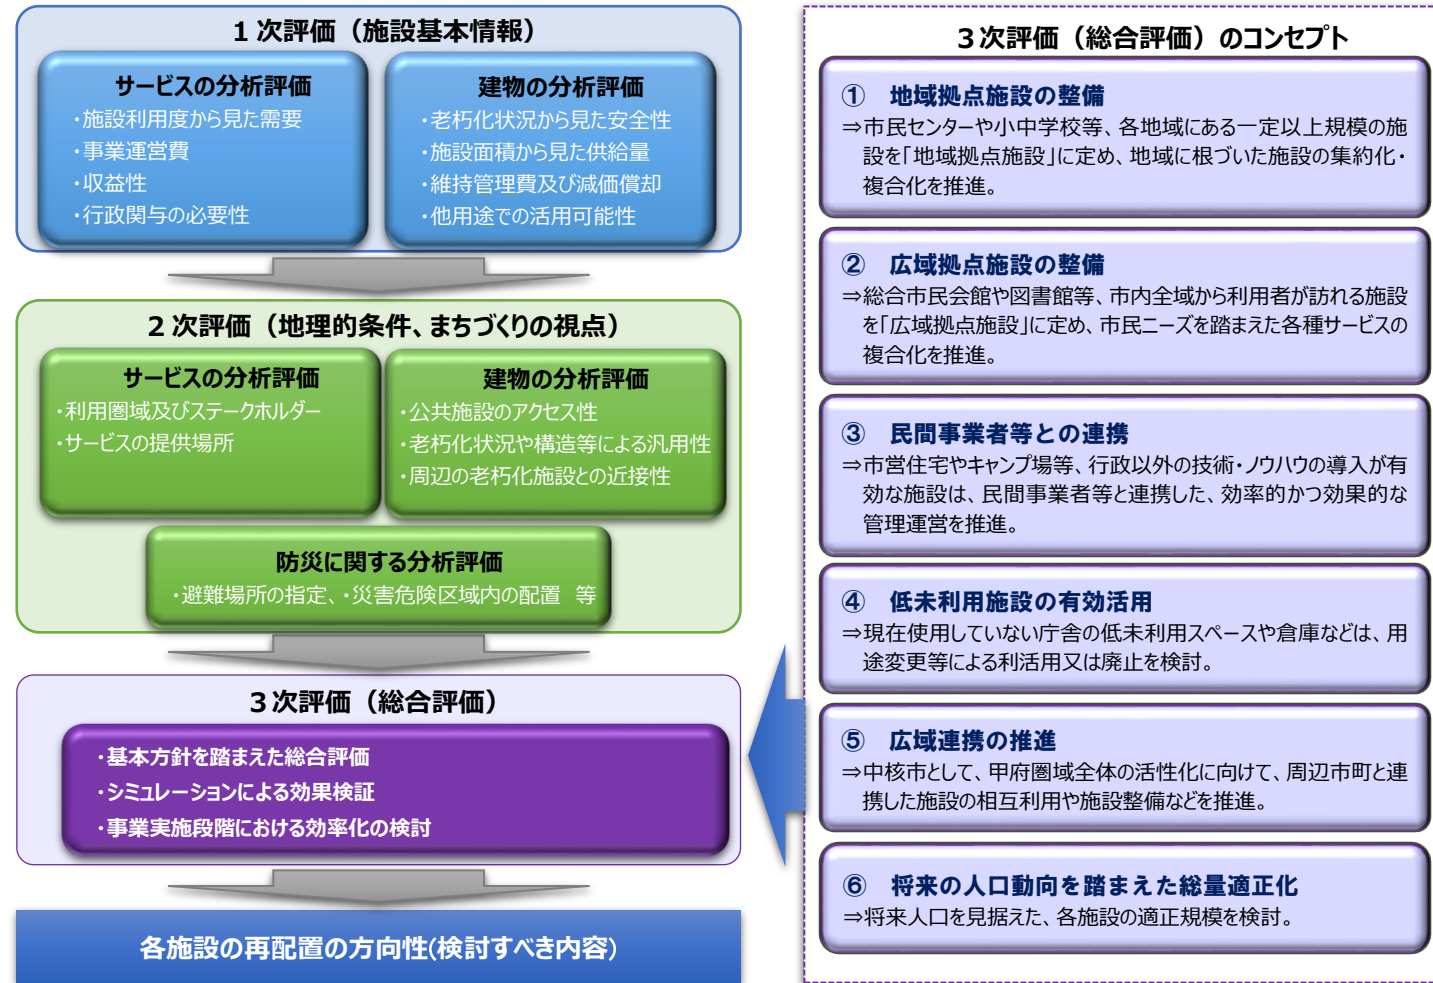 1次評価（施設基本情報）
サービスの分析評価
・施設利用度から見た需要
・事業運営費
・収益性
・行政関与の必要性
建物の分析評価
・老朽化状況から見た安全性
・施設面積から見た供給量
・維持管理費及び減価償却
・他用途での活用可能性
2次評価（地理的条件、まちづくりの視点）
サービスの分析評価
・利用圏域及びステークホルダー
・サービスの提供場所
建物の分析評価
・公共施設のアクセス性
・老朽化状況や構造等による汎用性
・周辺の老朽化施設との近接性
防災に関する分析評価
・避難場所の指定、・災害危険区域内の配置　等
3次評価（総合評価）
・基本方針を踏まえた総合評価
・シミュレーションによる効果検証
・事業実施段階における効率化の検討
各施設の再配置の方向性(検討すべき内容)
3次評価（総合評価）のコンセプト
①　地域拠点施設の整備
⇒市民センターや小中学校等、各地域にある一定以上規模の施
設を「地域拠点施設」に定め、地域に根づいた施設の集約化・
複合化を推進。
②　広域拠点施設の整備
⇒総合市民会館や図書館等、市内全域から利用者が訪れる施設
を「広域拠点施設」に定め、市民ニーズを踏まえた各種サービスの
複合化を推進。
③　民間事業者等との連携
⇒市営住宅やキャンプ場等、行政以外の技術・ノウハウの導入が有
効な施設は、民間事業者等と連携した、効率的かつ効果的な
管理運営を推進。
④　低未利用施設の有効活用
⇒現在使用していない庁舎の低未利用スペースや倉庫などは、用
途変更等による利活用又は廃止を検討。
⑤　広域連携の推進
⇒中核市として、甲府圏域全体の活性化に向けて、周辺市町と連
携した施設の相互利用や施設整備などを推進。
⑥　将来の人口動向を踏まえた総量適正化
⇒将来人口を見据えた、各施設の適正規模を検討。